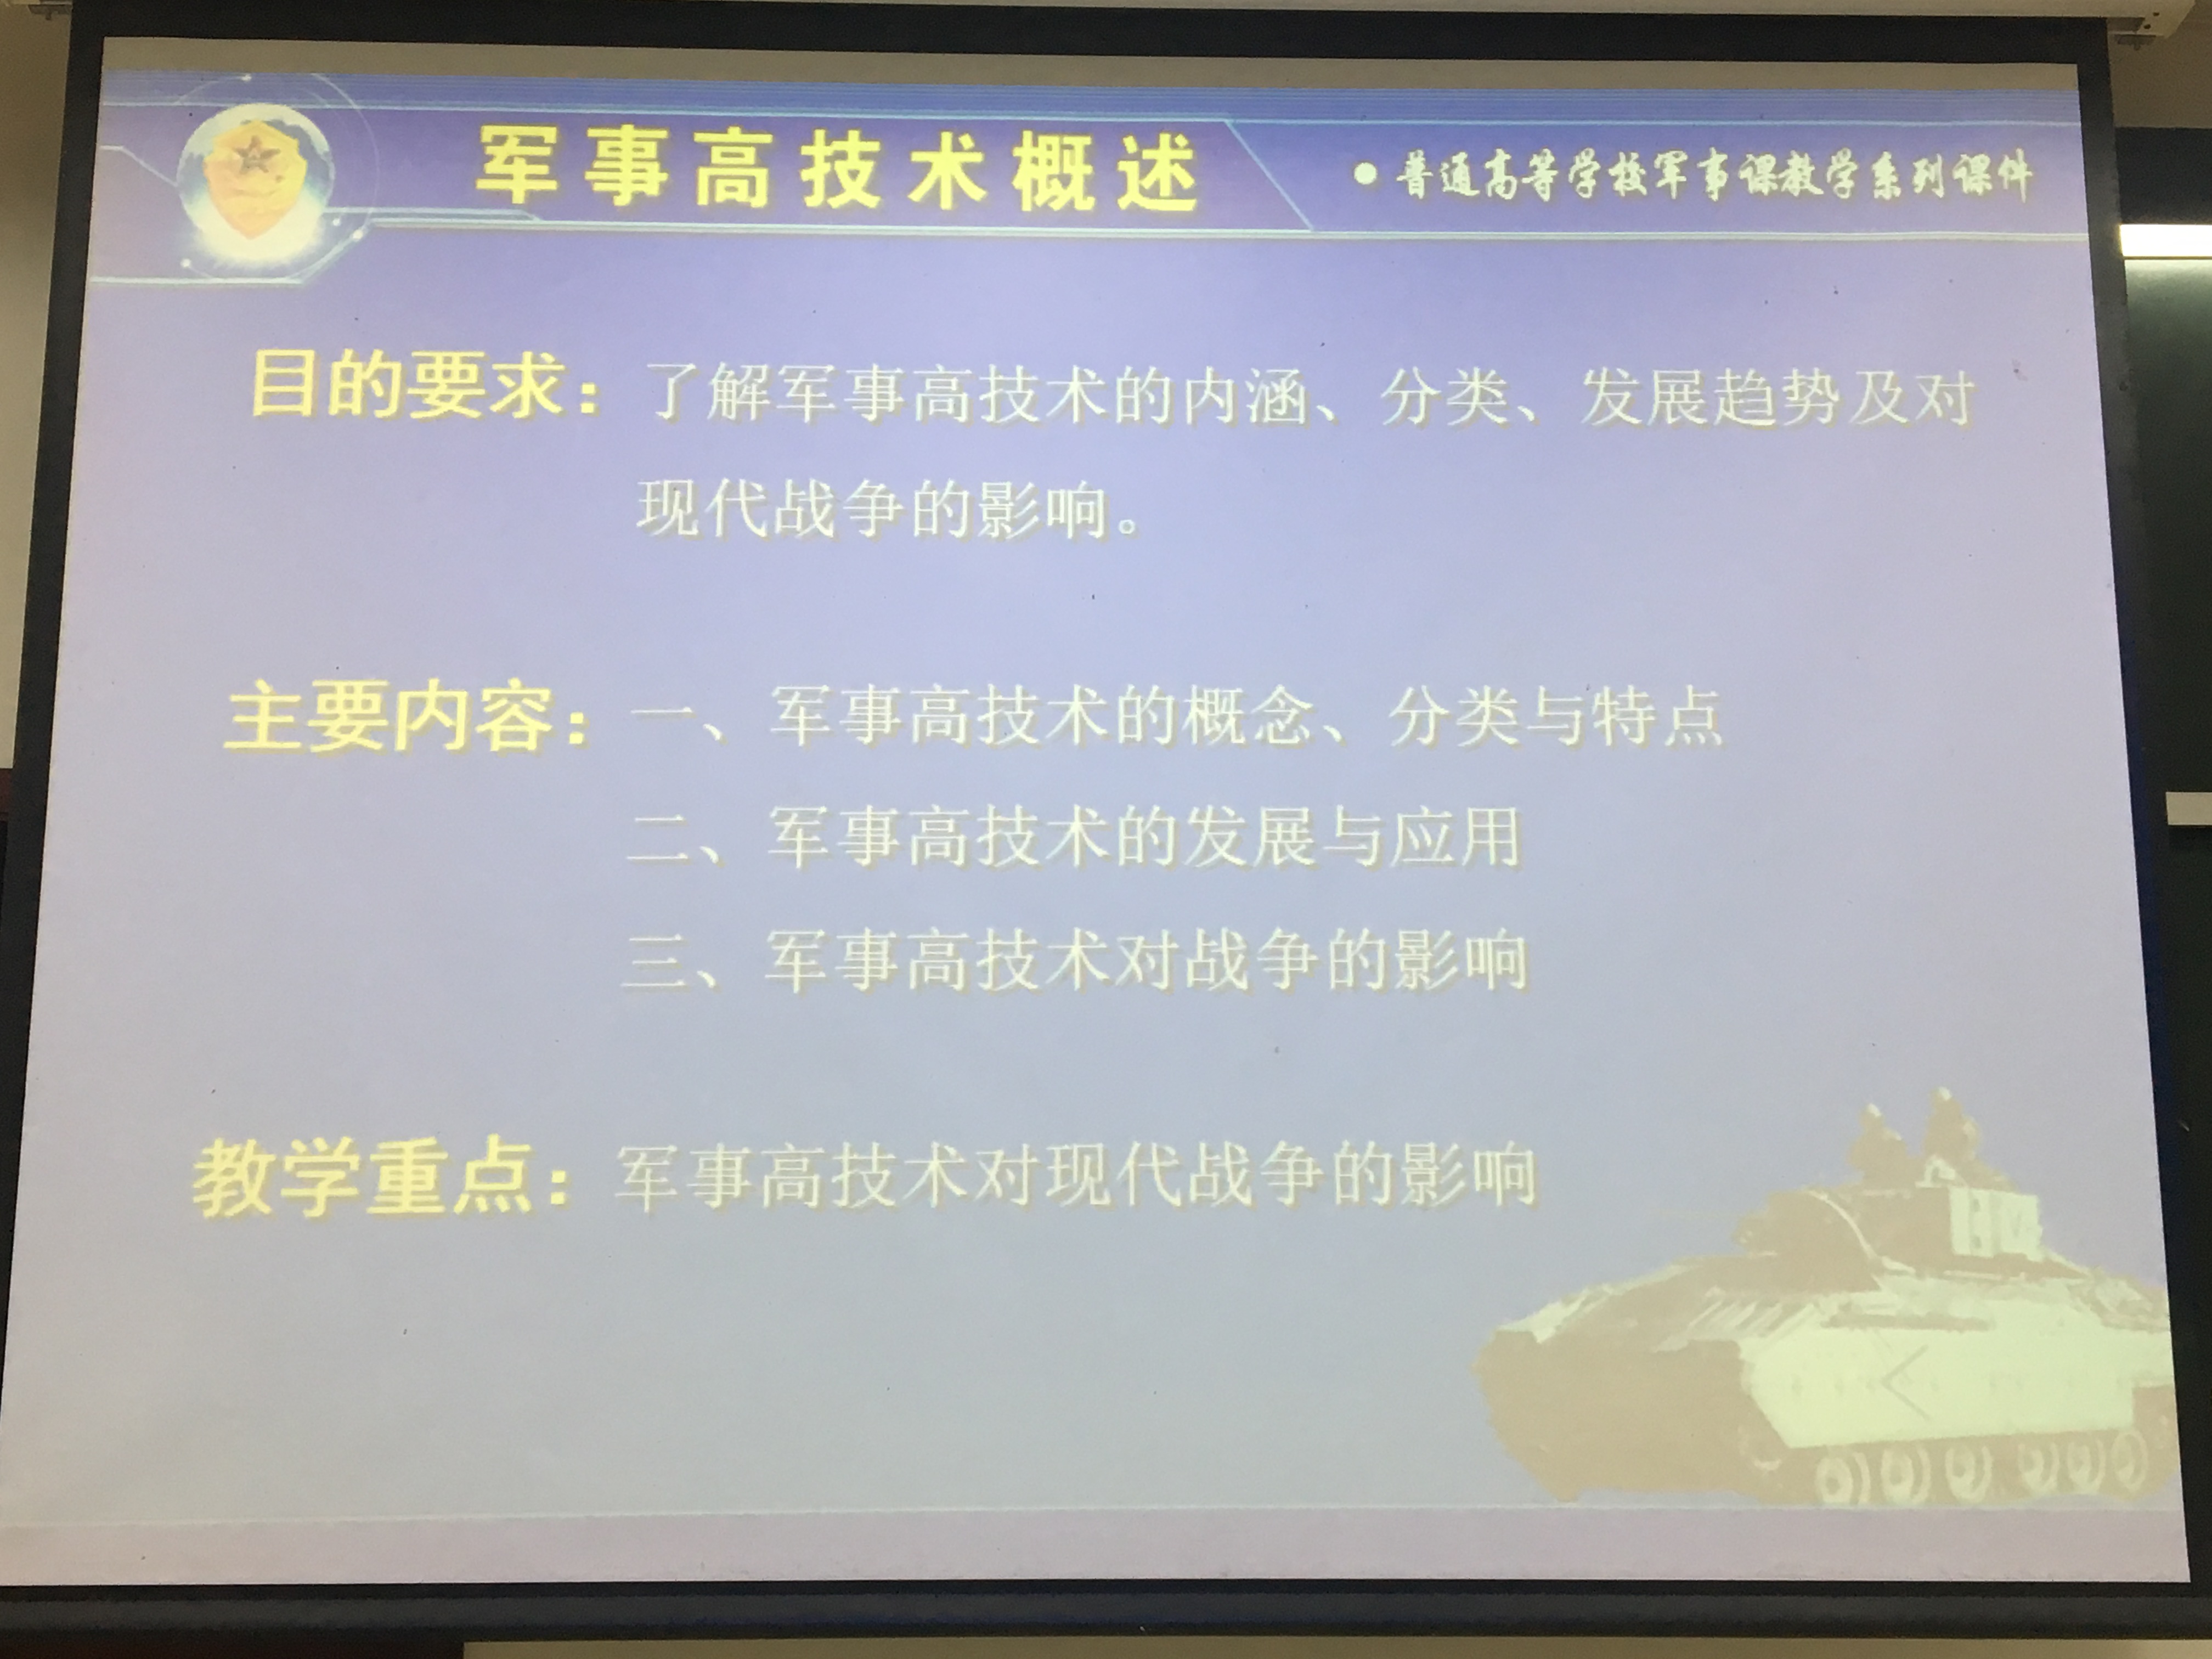 军事高技术概述
• 普通高等学校军事课教学系列课件
目的要求：了解军事高技术的内涵、分类、发展趋势及对
现代战争的影响。
主要内容：一、军事高技术的概念、分类与特点
二、军事高技术的发展与应用
三、军事高技术对战争的影响
教学重点：军事高技术对现代战争的影响